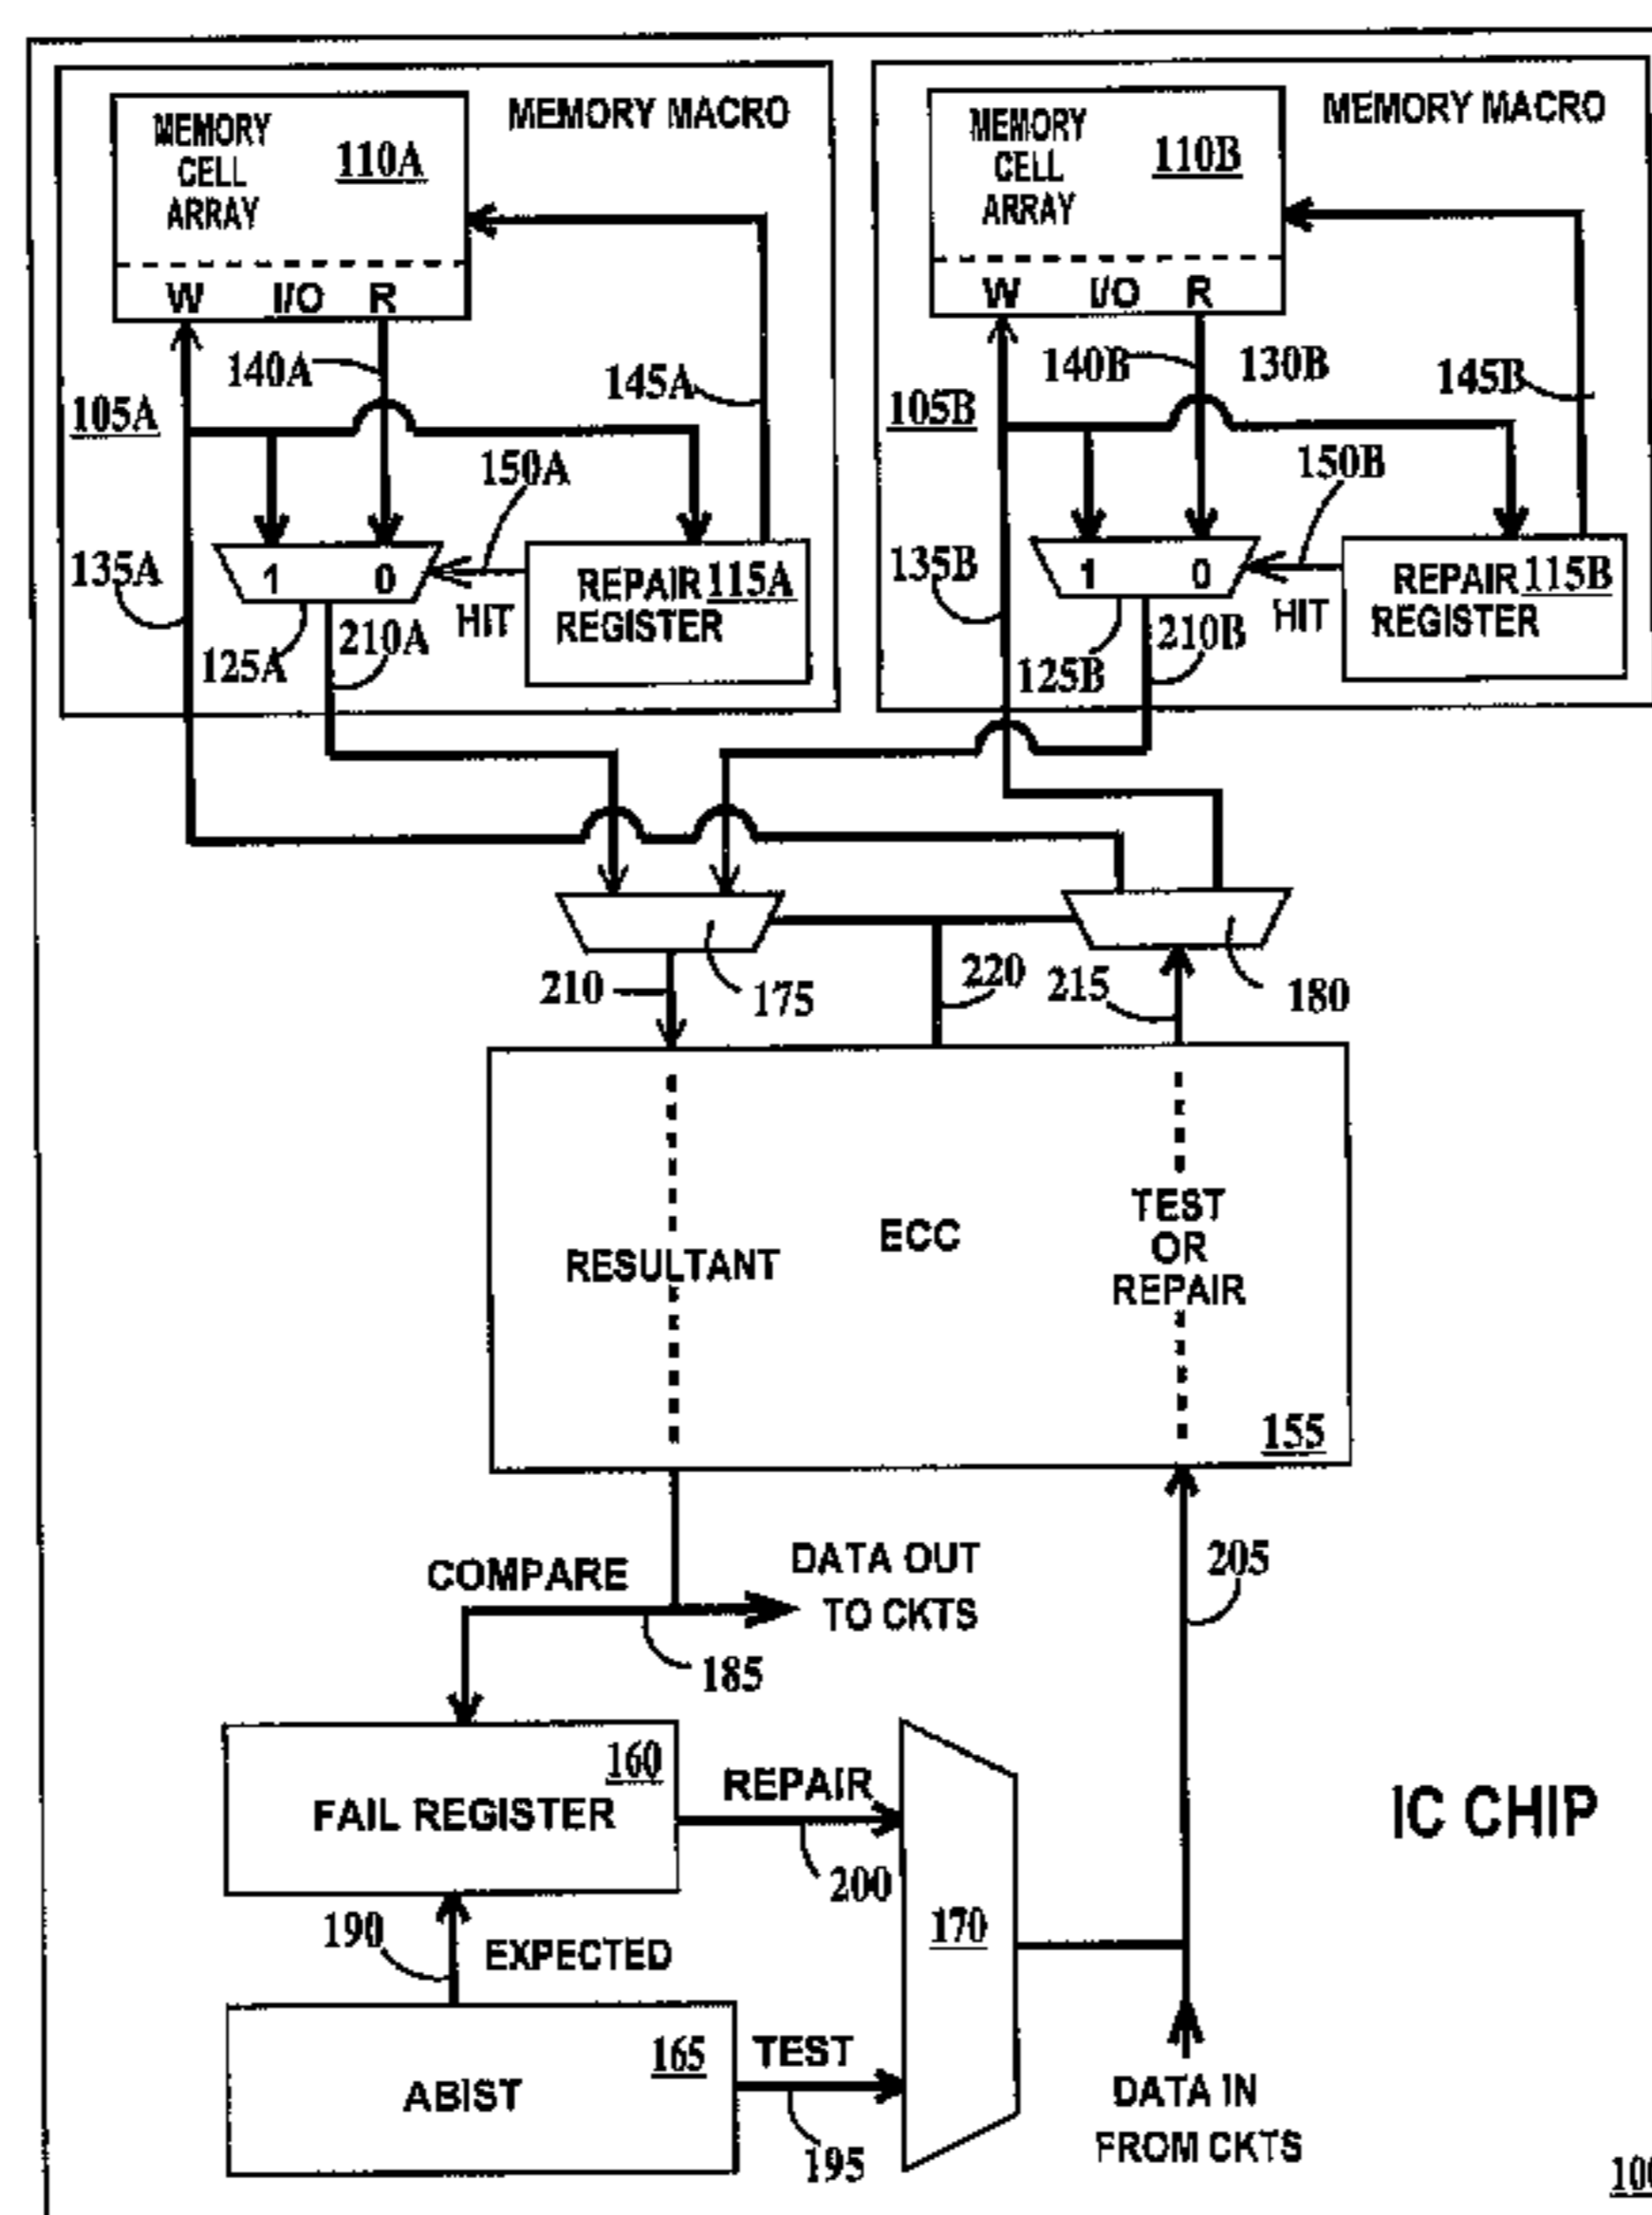 MEMORY MACRO
MEMORY
CELL
ARRAY
110A
W I/O R
140A
145A
105A
150A
135A
1 0
HIT
REPAIR 115A
REGISTER
125A
210A
MEMORY MACRO
MEMORY
CELL
ARRAY
110B
W I/O R
140B
130B
145B
105B
150B
135B
1 0
HIT
REPAIR 115B
REGISTER
125B
210B
210
175
220
215
180
RESULTANT
ECC
TEST
OR
REPAIR
155
COMPARE
DATA OUT
TO CKTS
185
205
160
FAIL REGISTER
REPAIR
200
170
IC CHIP
190
EXPECTED
165
ABIST
TEST
195
DATA IN
FROM CKTS